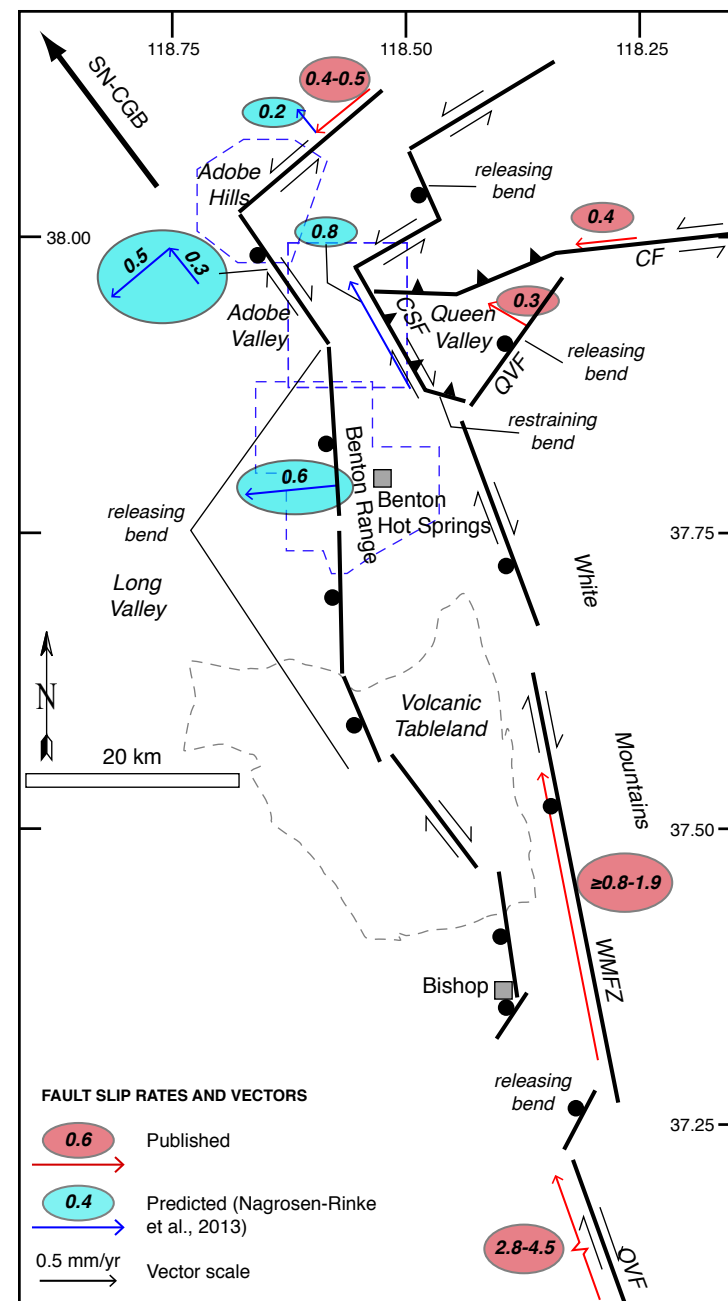 118.75
118.50
118.25
SN-CGB
0.4-0.5
0.2
Adobe
Hills
releasing
bend
38.00
0.8
0.4
CF
0.5
0.3
Adobe
Valley
CSF
Queen
Valley
0.3
QVF
releasing
bend
restraining
bend
Benton Range
0.6
Benton
Hot Springs
releasing
bend
37.75
Long
Valley
White
N
Volcanic
Tableland
20 km
Mountains
37.50
≥0.8-1.9
WMFZ
Bishop
releasing
bend
37.25
FAULT SLIP RATES AND VECTORS
0.6
Published
0.4
Predicted (Nagrosen-Rinke
et al., 2013)
0.5 mm/yr
Vector scale
2.8-4.5
OVF